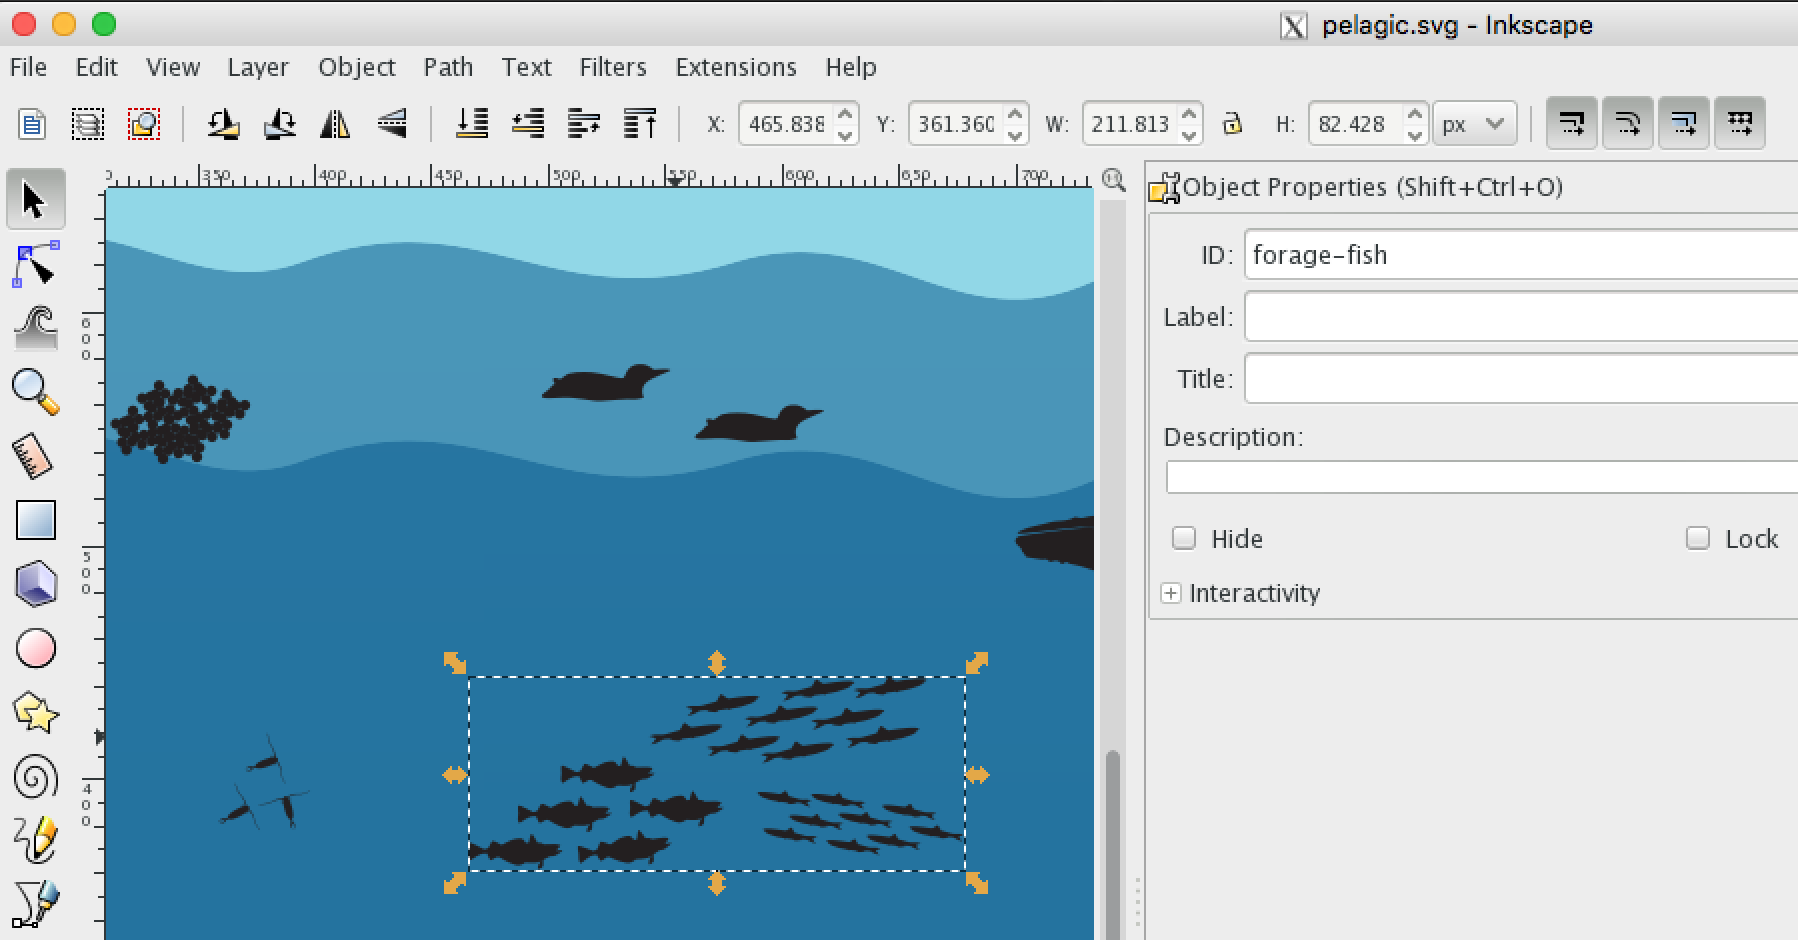 pelagic.svg - Inkscape
File Edit View Layer Object Path Text Filters Extensions Help
X: 465.838 Y: 361.360 W: 211.813 H: 82.428 px
350 400 450 500 550 600 650 700
Object Properties (Shift+Ctrl+O)
ID: forage-fish
Label:
Title:
Description:
Hide Lock
Interactivity
600
500
400